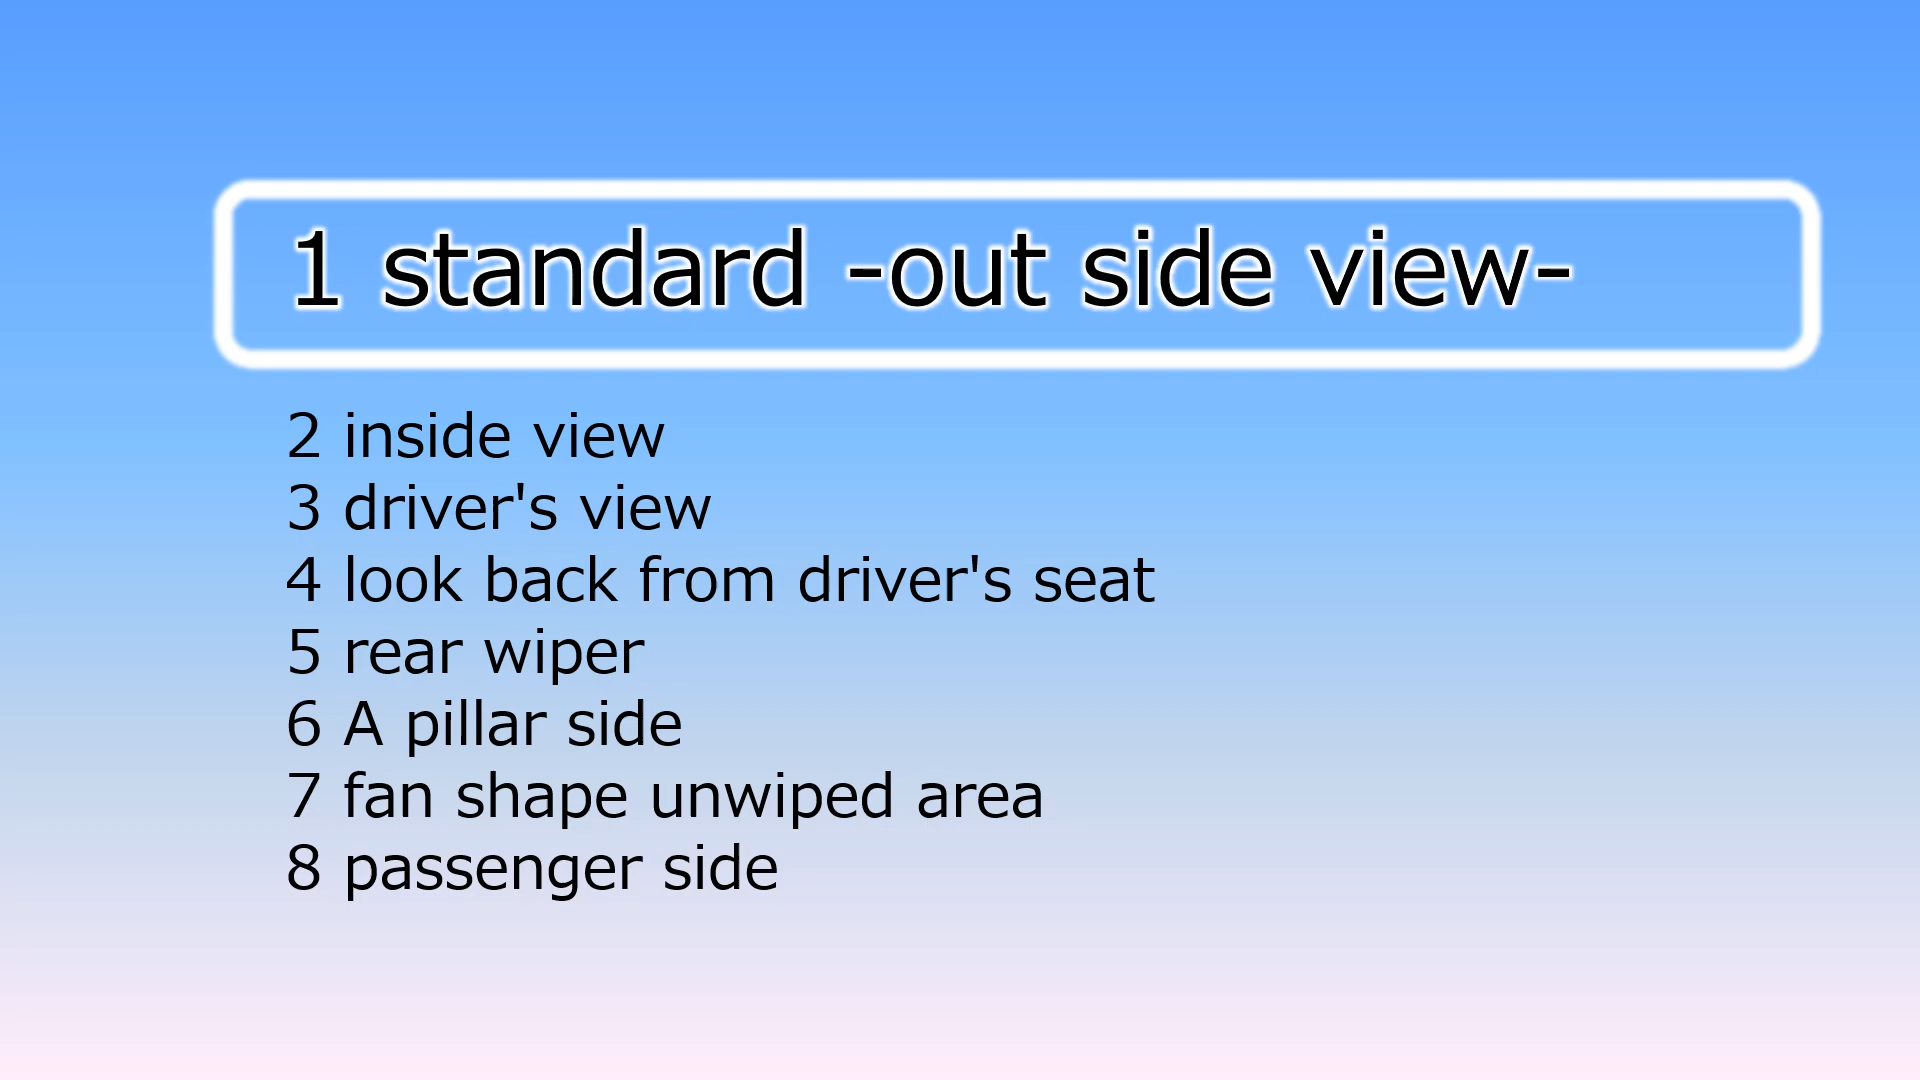 1 standard -out side view-
2 inside view
3 driver's view
4 look back from driver's seat
5 rear wiper
6 A pillar side
7 fan shape unwiped area
8 passenger side